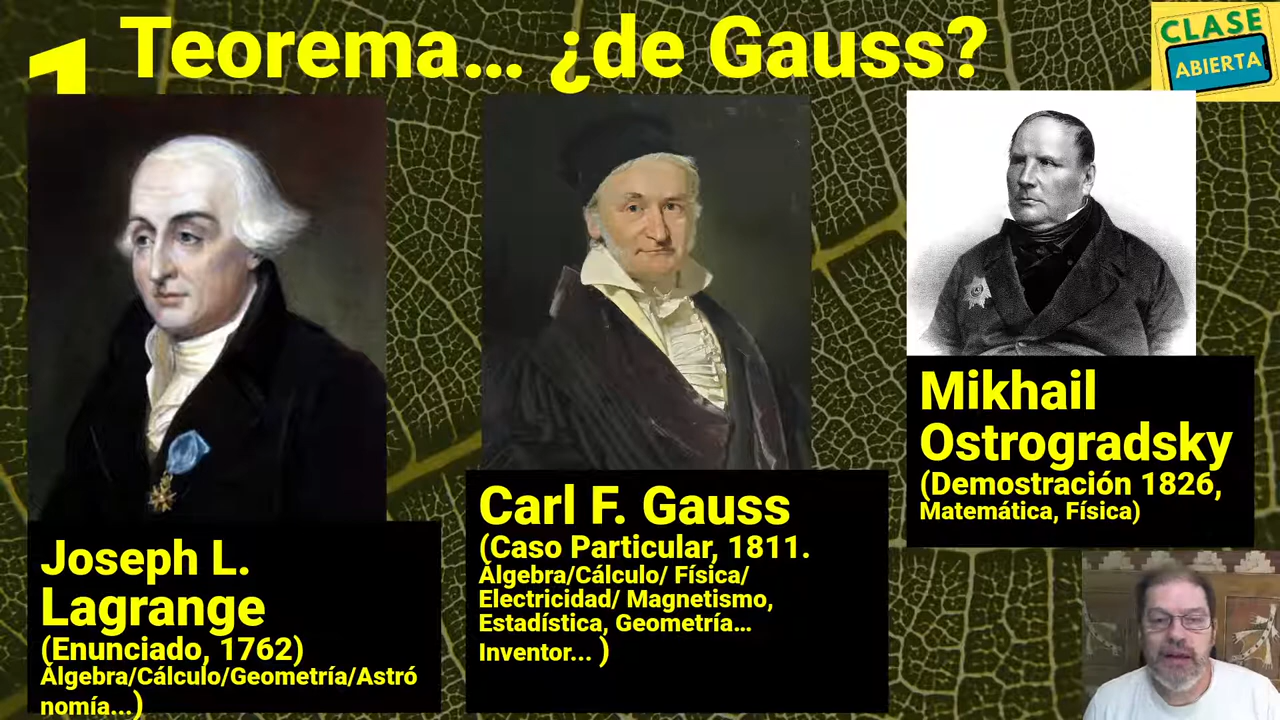 1 Teorema... ¿de Gauss?
CLASE
ABIERTA
Joseph L.
Lagrange
(Enunciado, 1762)
Álgebra/Cálculo/Geometría/Astró
nomía...)
Carl F. Gauss
(Caso Particular, 1811.
Álgebra/Cálculo/ Física/
Electricidad/ Magnetismo,
Estadística, Geometría...
Inventor... )
Mikhail
Ostrogradsky
(Demostración 1826,
Matemática, Física)